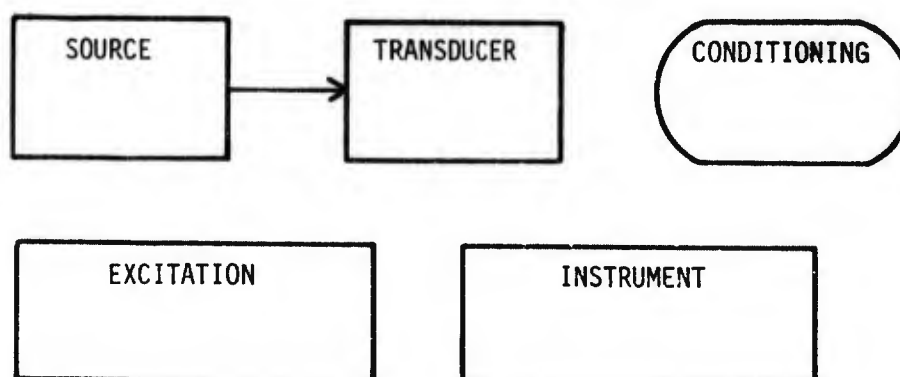 SOURCE
TRANSDUCER
CONDITIONING
EXCITATION
INSTRUMENT